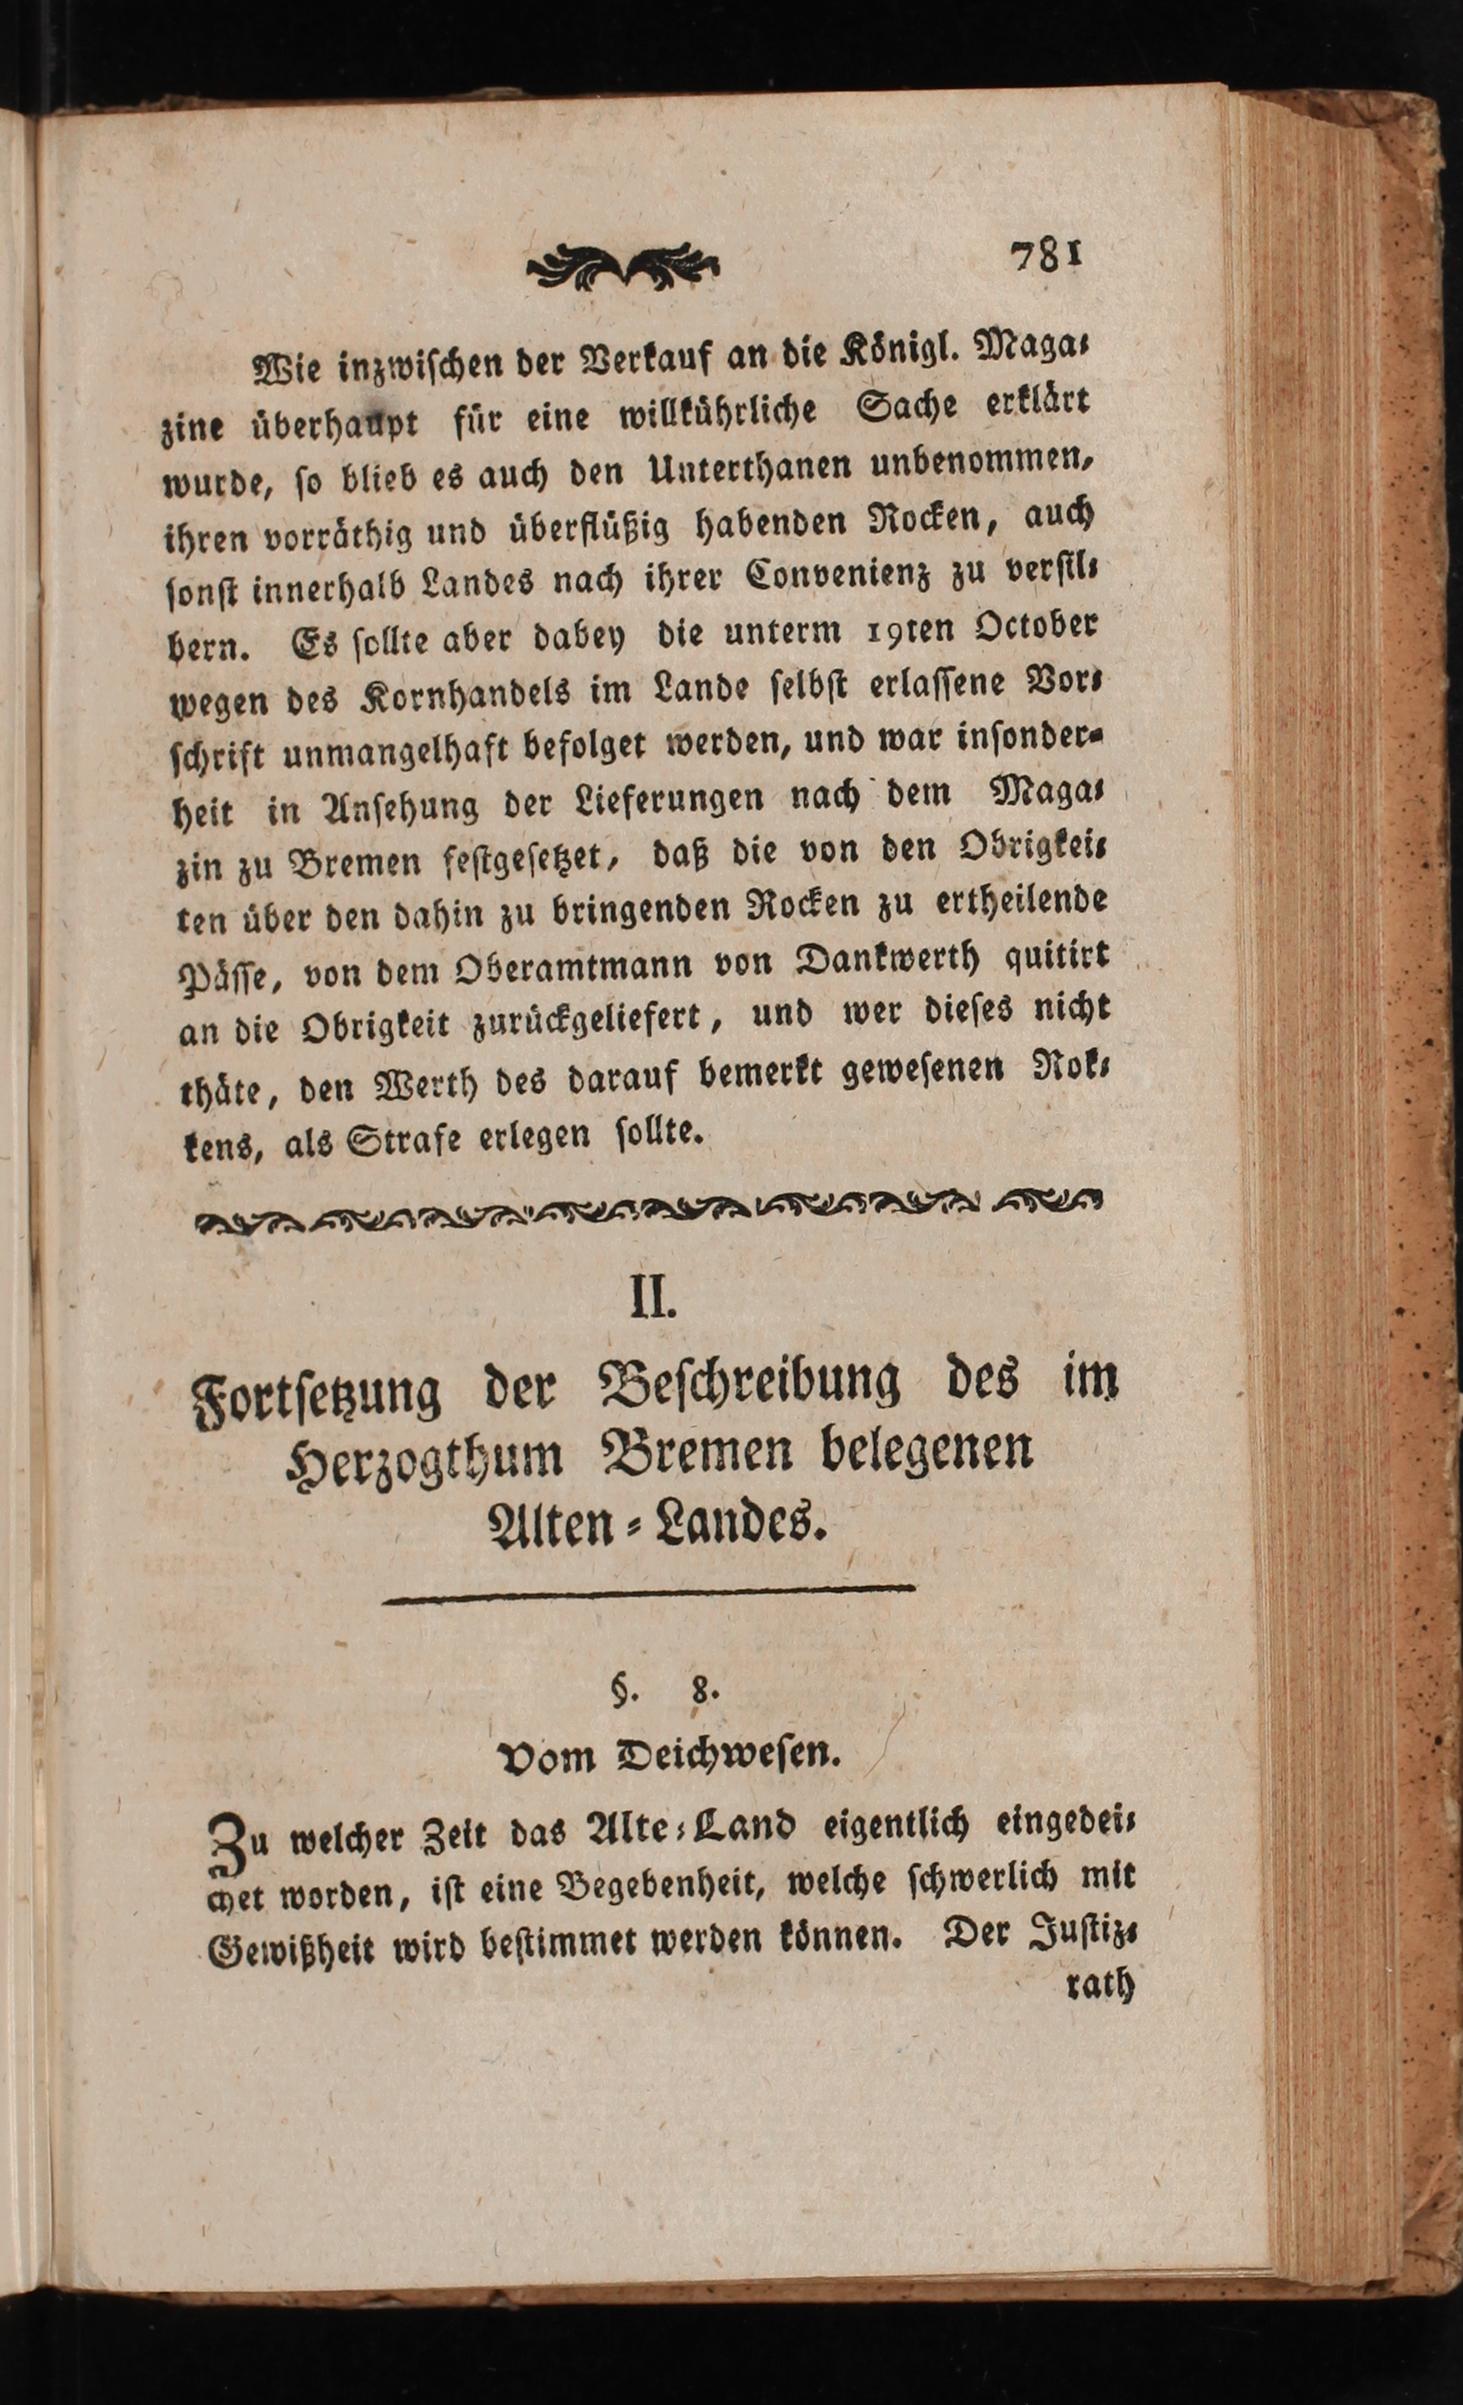 781
Wie inzwiſchen der Verkauf an die Königl. Maga⸗
zine überhaupt für eine willkührliche Sache erklärt
wurde, ſo blieb es auch den Unterthanen unbenommen,
ihren vorräthig und überflüßig habenden Rocken, auch
ſonſt innerhalb Landes nach ihrer Convenienz zu verſil⸗
bern. Es ſollte aber dabey die unterm 19ten October
wegen des Kornhandels im Lande ſelbſt erlaſſene Vor⸗
ſchrift unmangelhaft befolget werden, und war inſonder⸗
heit in Anſehung der Lieferungen nach dem Maga⸗
zin zu Bremen feſtgeſetzet, daß die von den Obrigkei⸗
ten über den dahin zu bringenden Rocken zu ertheilende
Päſſe, von dem Oberamtmann von Dankwerth quitirt
an die Obrigkeit zurückgeliefert, und wer dieſes nicht
thäte, den Werth des darauf bemerkt geweſenen Rok⸗
kens, als Strafe erlegen ſollte.
II.
Fortſetzung der Beſchreibung des im
Herzogthum Bremen belegenen
Alten⸗Landes.
§. 8.
Vom Deichweſen.
Zu welcher Zeit das Alte⸗Land eigentlich eingedei⸗
chet worden, iſt eine Begebenheit, welche ſchwerlich mit
Gewißheit wird beſtimmet werden können. Der Juſtiz⸗
rath